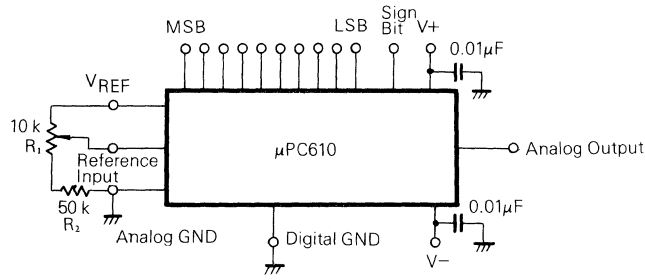 MSB
LSB
Sign
Bit
V+
0.01µF
VREF
10 k
R1
Reference
Input
µPC610
Analog Output
50 k
R2
Analog GND
Digital GND
V−
0.01µF